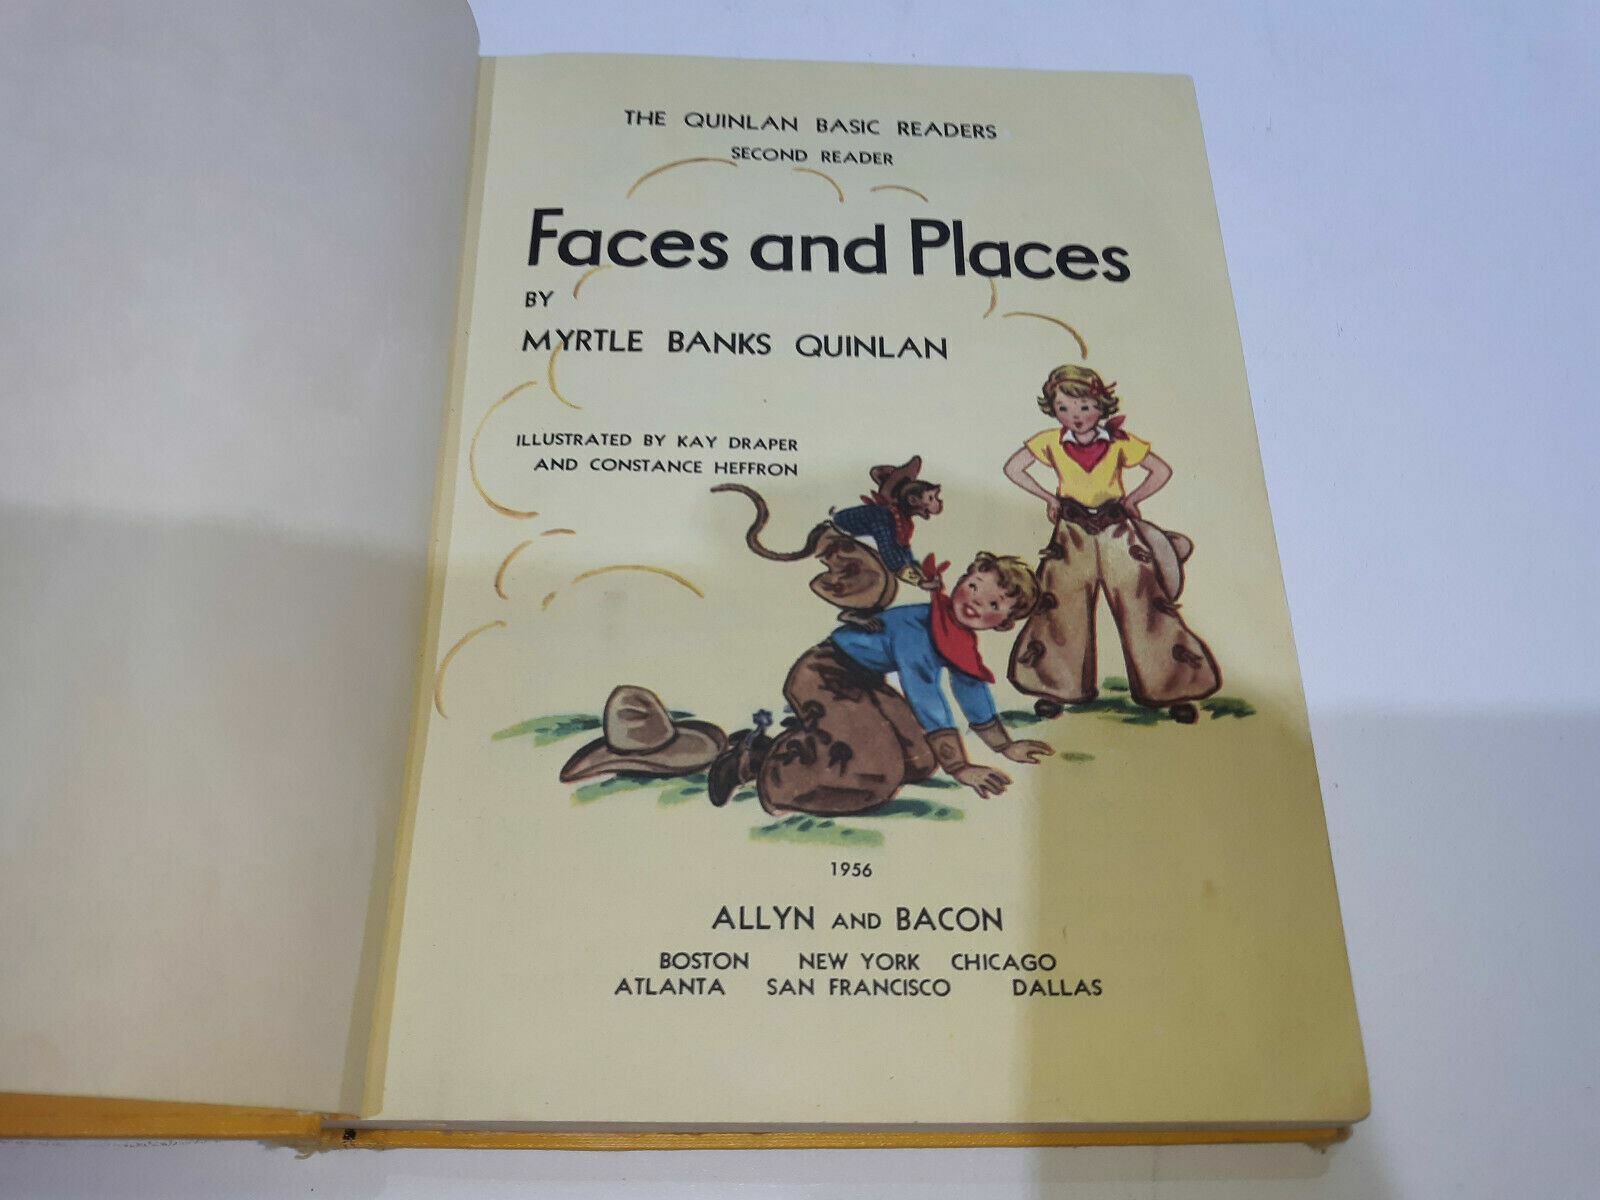 THE QUINLAN BASIC READERS
SECOND READER
Faces and Places
BY
MYRTLE BANKS QUINLAN
ILLUSTRATED BY KAY DRAPER
AND CONSTANCE HEFFRON
1956
ALLYN AND BACON
BOSTON NEW YORK CHICAGO
ATLANTA SAN FRANCISCO DALLAS